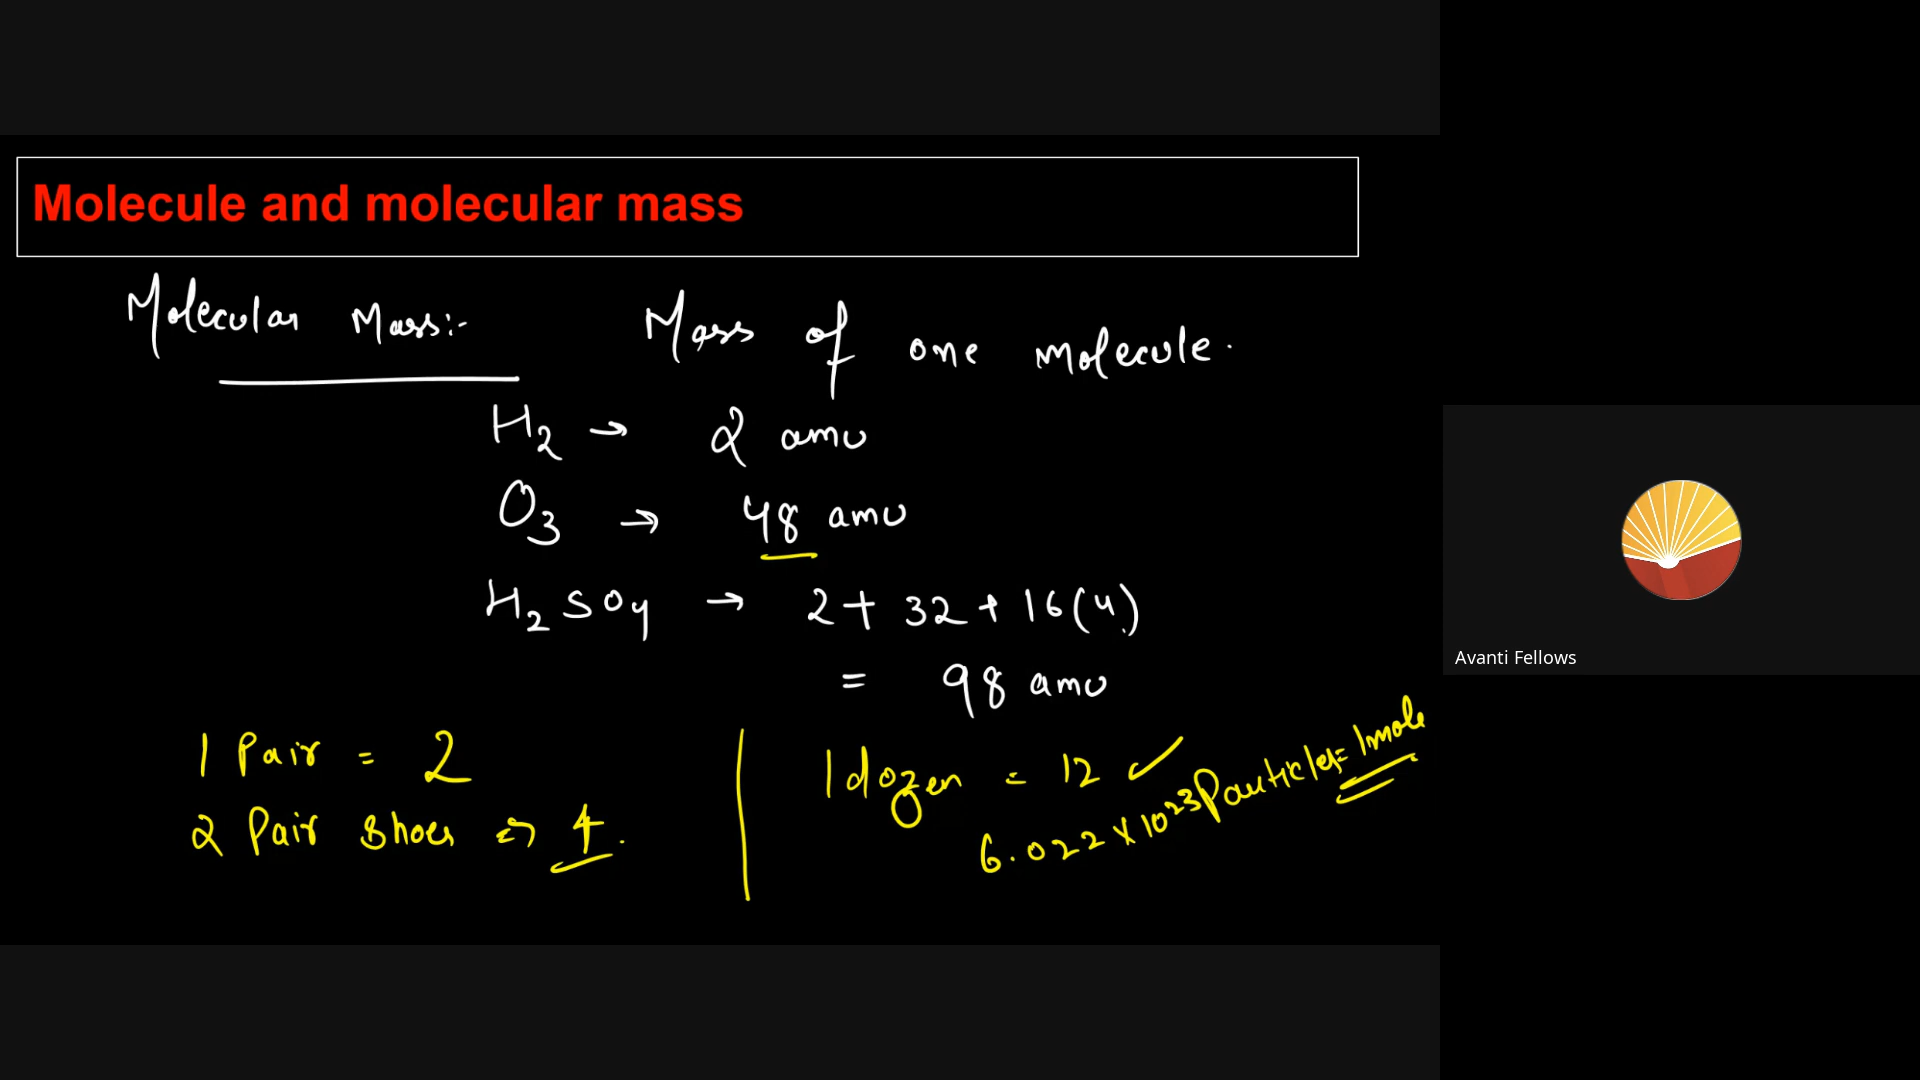 Molecule and molecular mass
Molecular Mass:- Mass of one molecule.
H2 → 2 amu
O3 → 48 amu
H2SO4 → 2 + 32 + 16(4)
= 98 amu
1 Pair = 2
2 Pair Shoes => 4.
1 dozen = 12 ✓
6.022 X 10^23 Particles = 1 mole
Avanti Fellows